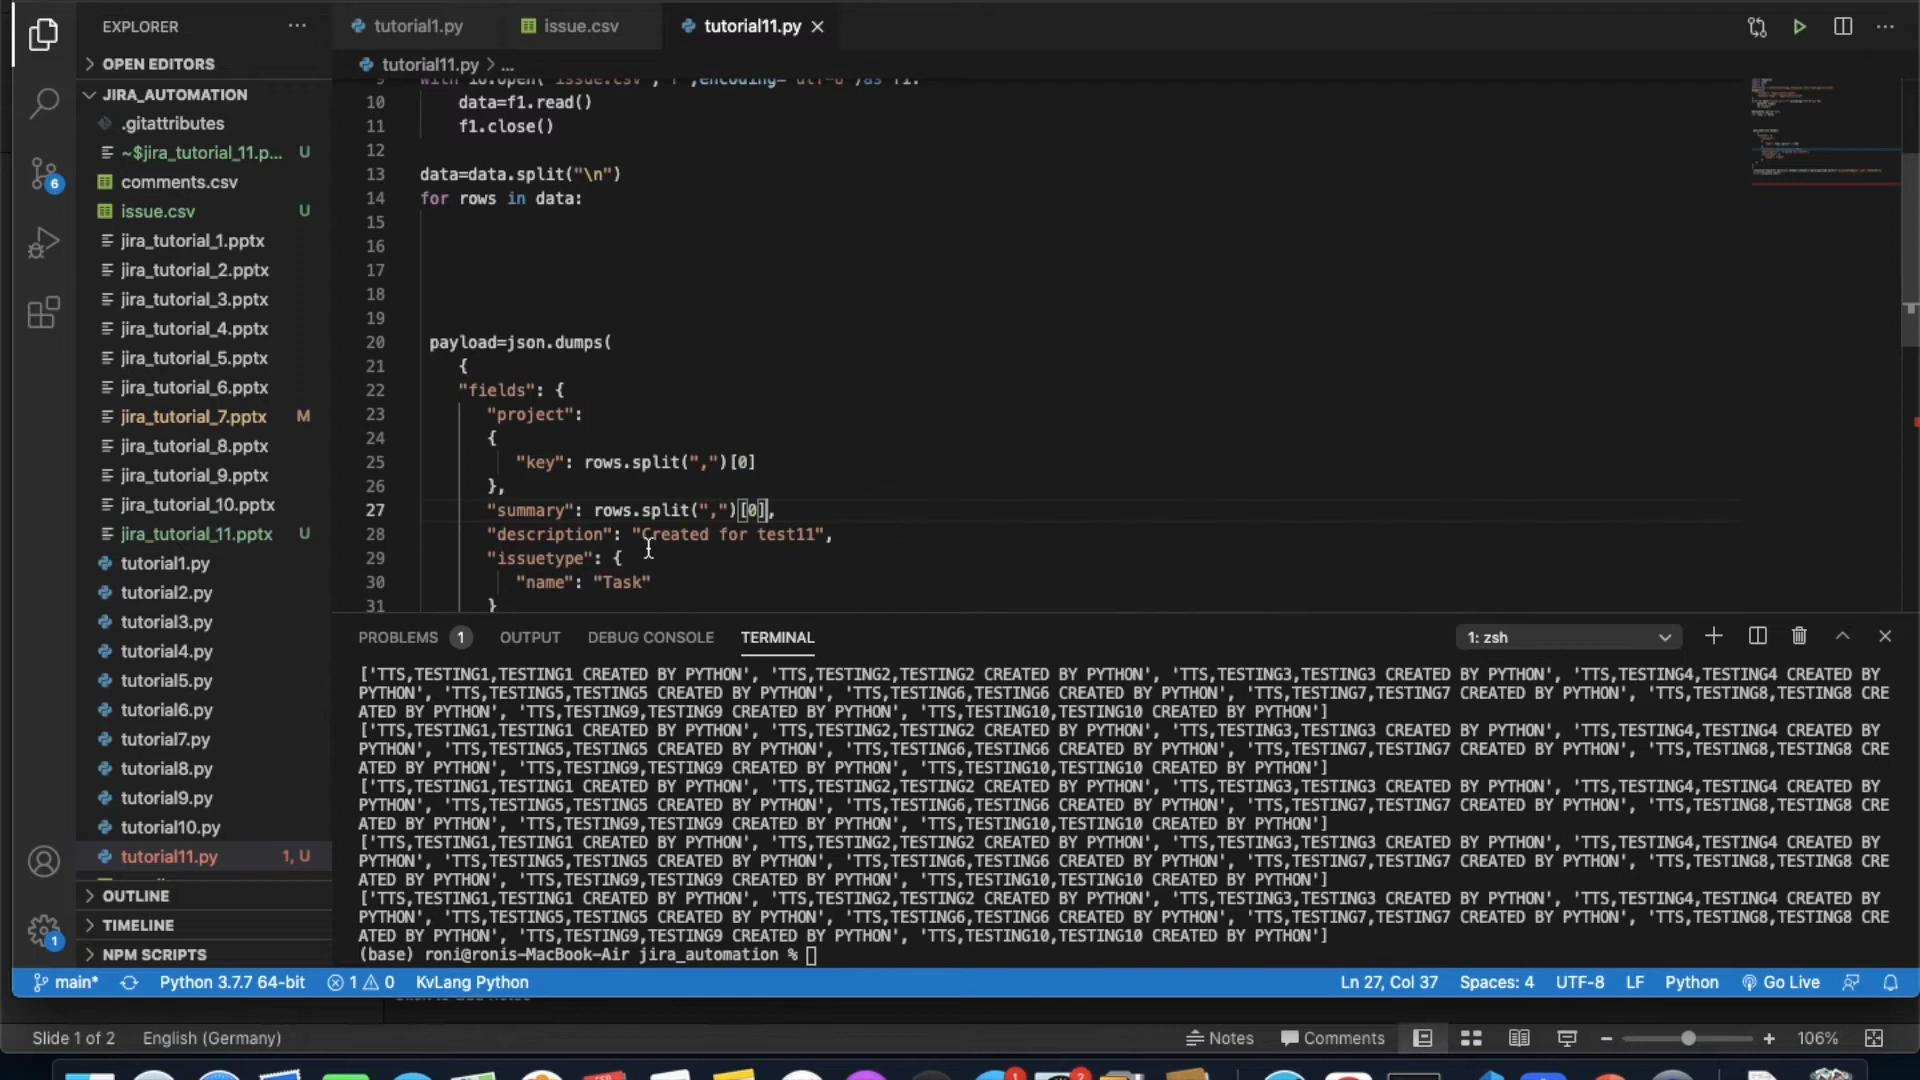 EXPLORER
tutorial1.py
issue.csv
tutorial11.py
OPEN EDITORS
tutorial11.py > ...
JIRA_AUTOMATION
.gitattributes
~$jira_tutorial_11.p... U
comments.csv
issue.csv U
jira_tutorial_1.pptx
jira_tutorial_2.pptx
jira_tutorial_3.pptx
jira_tutorial_4.pptx
jira_tutorial_5.pptx
jira_tutorial_6.pptx
jira_tutorial_7.pptx M
jira_tutorial_8.pptx
jira_tutorial_9.pptx
jira_tutorial_10.pptx
jira_tutorial_11.pptx U
tutorial1.py
tutorial2.py
tutorial3.py
tutorial4.py
tutorial5.py
tutorial6.py
tutorial7.py
tutorial8.py
tutorial9.py
tutorial10.py
tutorial11.py 1, U
OUTLINE
TIMELINE
NPM SCRIPTS
6
1
10 data=f1.read()
11 f1.close()
12
13 data=data.split("\n")
14 for rows in data:
15
16
17
18
19
20 payload=json.dumps(
21 {
22 "fields": {
23 "project":
24 {
25 "key": rows.split(",")[0]
26 },
27 "summary": rows.split(",")[0],
28 "description": "Created for test11",
29 "issuetype": {
30 "name": "Task"
31 }
PROBLEMS 1 OUTPUT DEBUG CONSOLE TERMINAL 1: zsh
['TTS,TESTING1,TESTING1 CREATED BY PYTHON', 'TTS,TESTING2,TESTING2 CREATED BY PYTHON', 'TTS,TESTING3,TESTING3 CREATED BY PYTHON', 'TTS,TESTING4,TESTING4 CREATED BY
PYTHON', 'TTS,TESTING5,TESTING5 CREATED BY PYTHON', 'TTS,TESTING6,TESTING6 CREATED BY PYTHON', 'TTS,TESTING7,TESTING7 CREATED BY PYTHON', 'TTS,TESTING8,TESTING8 CRE
ATED BY PYTHON', 'TTS,TESTING9,TESTING9 CREATED BY PYTHON', 'TTS,TESTING10,TESTING10 CREATED BY PYTHON']
['TTS,TESTING1,TESTING1 CREATED BY PYTHON', 'TTS,TESTING2,TESTING2 CREATED BY PYTHON', 'TTS,TESTING3,TESTING3 CREATED BY PYTHON', 'TTS,TESTING4,TESTING4 CREATED BY
PYTHON', 'TTS,TESTING5,TESTING5 CREATED BY PYTHON', 'TTS,TESTING6,TESTING6 CREATED BY PYTHON', 'TTS,TESTING7,TESTING7 CREATED BY PYTHON', 'TTS,TESTING8,TESTING8 CRE
ATED BY PYTHON', 'TTS,TESTING9,TESTING9 CREATED BY PYTHON', 'TTS,TESTING10,TESTING10 CREATED BY PYTHON']
['TTS,TESTING1,TESTING1 CREATED BY PYTHON', 'TTS,TESTING2,TESTING2 CREATED BY PYTHON', 'TTS,TESTING3,TESTING3 CREATED BY PYTHON', 'TTS,TESTING4,TESTING4 CREATED BY
PYTHON', 'TTS,TESTING5,TESTING5 CREATED BY PYTHON', 'TTS,TESTING6,TESTING6 CREATED BY PYTHON', 'TTS,TESTING7,TESTING7 CREATED BY PYTHON', 'TTS,TESTING8,TESTING8 CRE
ATED BY PYTHON', 'TTS,TESTING9,TESTING9 CREATED BY PYTHON', 'TTS,TESTING10,TESTING10 CREATED BY PYTHON']
['TTS,TESTING1,TESTING1 CREATED BY PYTHON', 'TTS,TESTING2,TESTING2 CREATED BY PYTHON', 'TTS,TESTING3,TESTING3 CREATED BY PYTHON', 'TTS,TESTING4,TESTING4 CREATED BY
PYTHON', 'TTS,TESTING5,TESTING5 CREATED BY PYTHON', 'TTS,TESTING6,TESTING6 CREATED BY PYTHON', 'TTS,TESTING7,TESTING7 CREATED BY PYTHON', 'TTS,TESTING8,TESTING8 CRE
ATED BY PYTHON', 'TTS,TESTING9,TESTING9 CREATED BY PYTHON', 'TTS,TESTING10,TESTING10 CREATED BY PYTHON']
['TTS,TESTING1,TESTING1 CREATED BY PYTHON', 'TTS,TESTING2,TESTING2 CREATED BY PYTHON', 'TTS,TESTING3,TESTING3 CREATED BY PYTHON', 'TTS,TESTING4,TESTING4 CREATED BY
PYTHON', 'TTS,TESTING5,TESTING5 CREATED BY PYTHON', 'TTS,TESTING6,TESTING6 CREATED BY PYTHON', 'TTS,TESTING7,TESTING7 CREATED BY PYTHON', 'TTS,TESTING8,TESTING8 CRE
ATED BY PYTHON', 'TTS,TESTING9,TESTING9 CREATED BY PYTHON', 'TTS,TESTING10,TESTING10 CREATED BY PYTHON']
(base) roni@ronis-MacBook-Air jira_automation %
main* Python 3.7.7 64-bit 1 0 KvLang Python Ln 27, Col 37 Spaces: 4 UTF-8 LF Python Go Live
Slide 1 of 2 English (Germany) Notes Comments 106%
1
2